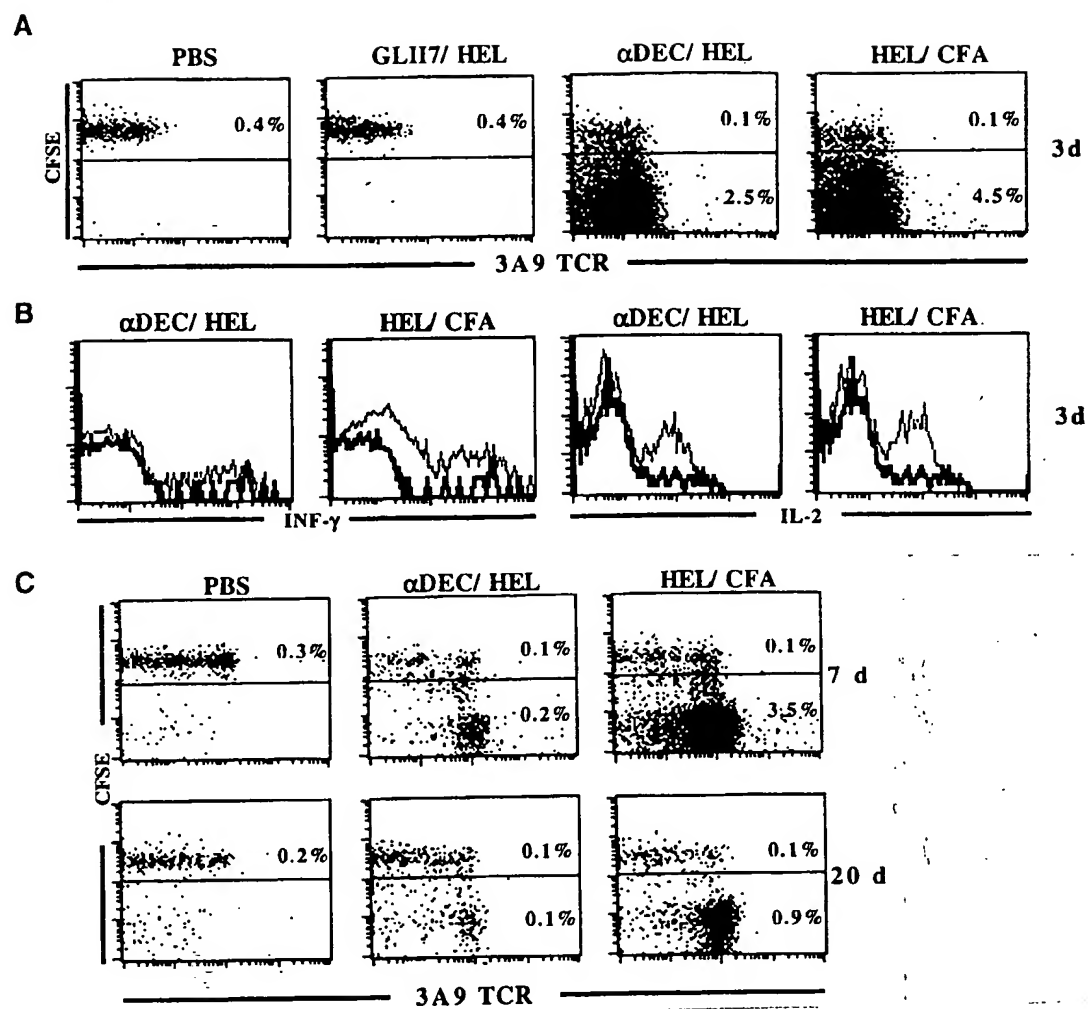 A
PBS GLII7/ HEL αDEC/ HEL HEL/ CFA
CFSE
0.4% 0.4% 0.1% 0.1%
3d
2.5% 4.5%
3A9 TCR
B
αDEC/ HEL HEL/ CFA αDEC/ HEL HEL/ CFA
3d
INF-γ IL-2
C
PBS αDEC/ HEL HEL/ CFA
0.3% 0.1% 0.1%
7 d
0.2% 3.5%
CFSE
0.2% 0.1% 0.1%
20 d
0.1% 0.9%
3A9 TCR